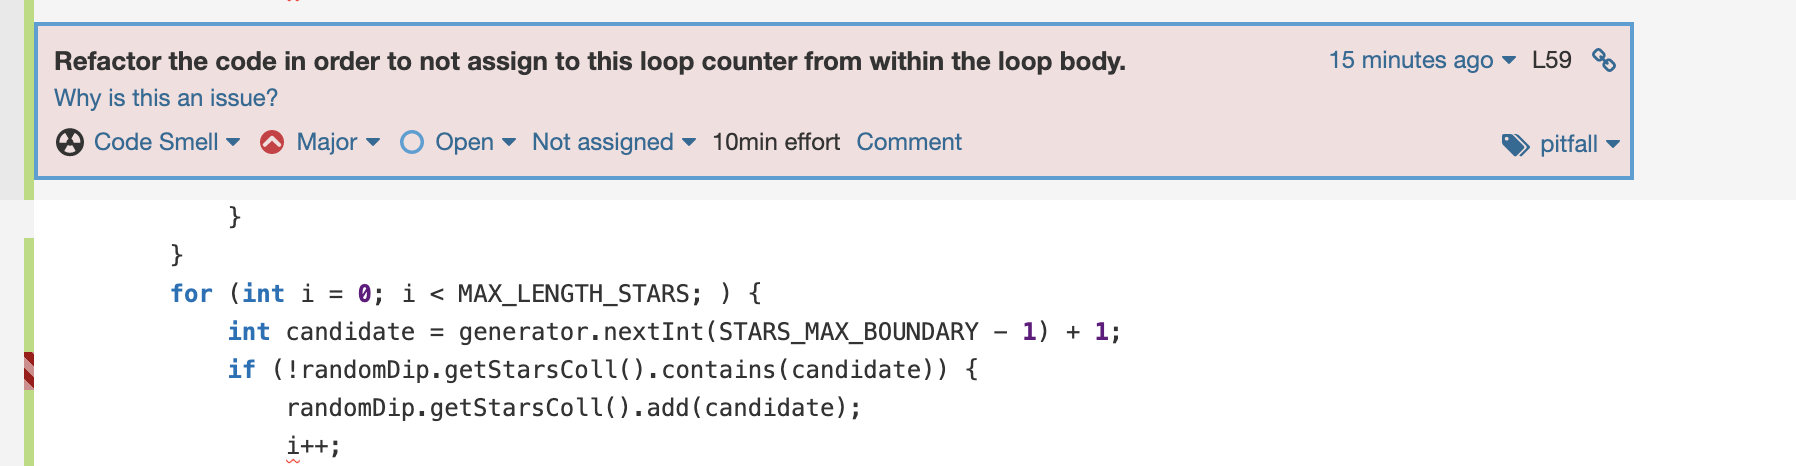 Refactor the code in order to not assign to this loop counter from within the loop body. 15 minutes ago L59
Why is this an issue?
Code Smell Major Open Not assigned 10min effort Comment pitfall
}
}
for (int i = 0; i < MAX_LENGTH_STARS; ) {
int candidate = generator.nextInt(STARS_MAX_BOUNDARY - 1) + 1;
if (!randomDip.getStarsColl().contains(candidate)) {
randomDip.getStarsColl().add(candidate);
i++;